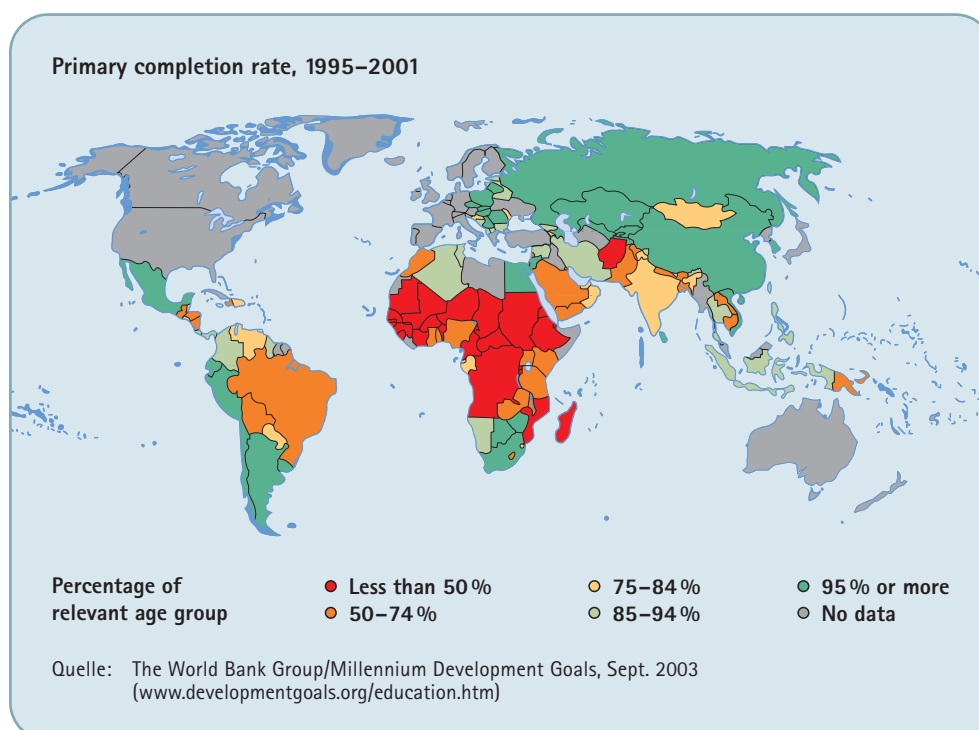 Primary completion rate, 1995–2001
Percentage of
relevant age group
Less than 50 %
50–74 %
75–84 %
85–94 %
95 % or more
No data
Quelle: The World Bank Group/Millennium Development Goals, Sept. 2003
(www.developmentgoals.org/education.htm)